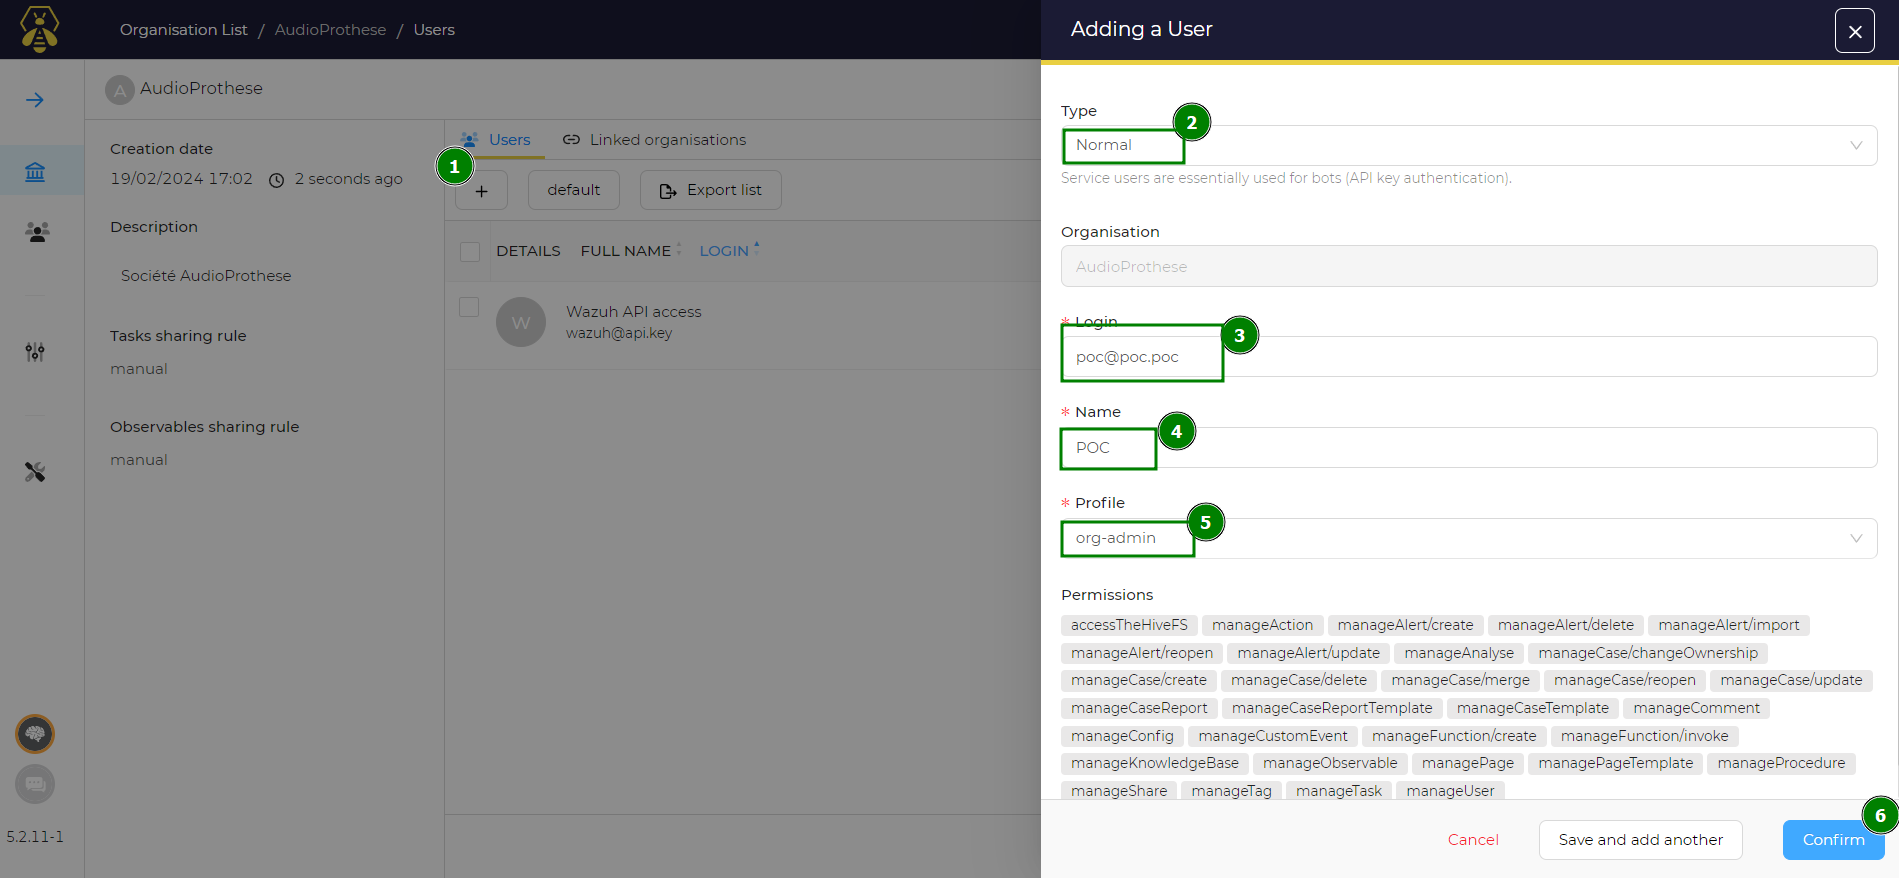 Organisation List / AudioProthese / Users
Adding a User
A AudioProthese
Creation date
19/02/2024 17:02 2 seconds ago
Description
Société AudioProthese
Tasks sharing rule
manual
Observables sharing rule
manual
5.2.11-1
Users Linked organisations
1
+ default Export list
DETAILS FULL NAME LOGIN
W
Wazuh API access
wazuh@api.key
Type
2
Normal
Service users are essentially used for bots (API key authentication).
Organisation
AudioProthese
* Login
3
poc@poc.poc
* Name
4
POC
* Profile
5
org-admin
Permissions
accessTheHiveFS manageAction manageAlert/create manageAlert/delete manageAlert/import
manageAlert/reopen manageAlert/update manageAnalyse manageCase/changeOwnership
manageCase/create manageCase/delete manageCase/merge manageCase/reopen manageCase/update
manageCaseReport manageCaseReportTemplate manageCaseTemplate manageComment
manageConfig manageCustomEvent manageFunction/create manageFunction/invoke
manageKnowledgeBase manageObservable managePage managePageTemplate manageProcedure
manageShare manageTag manageTask manageUser
6
Cancel Save and add another Confirm